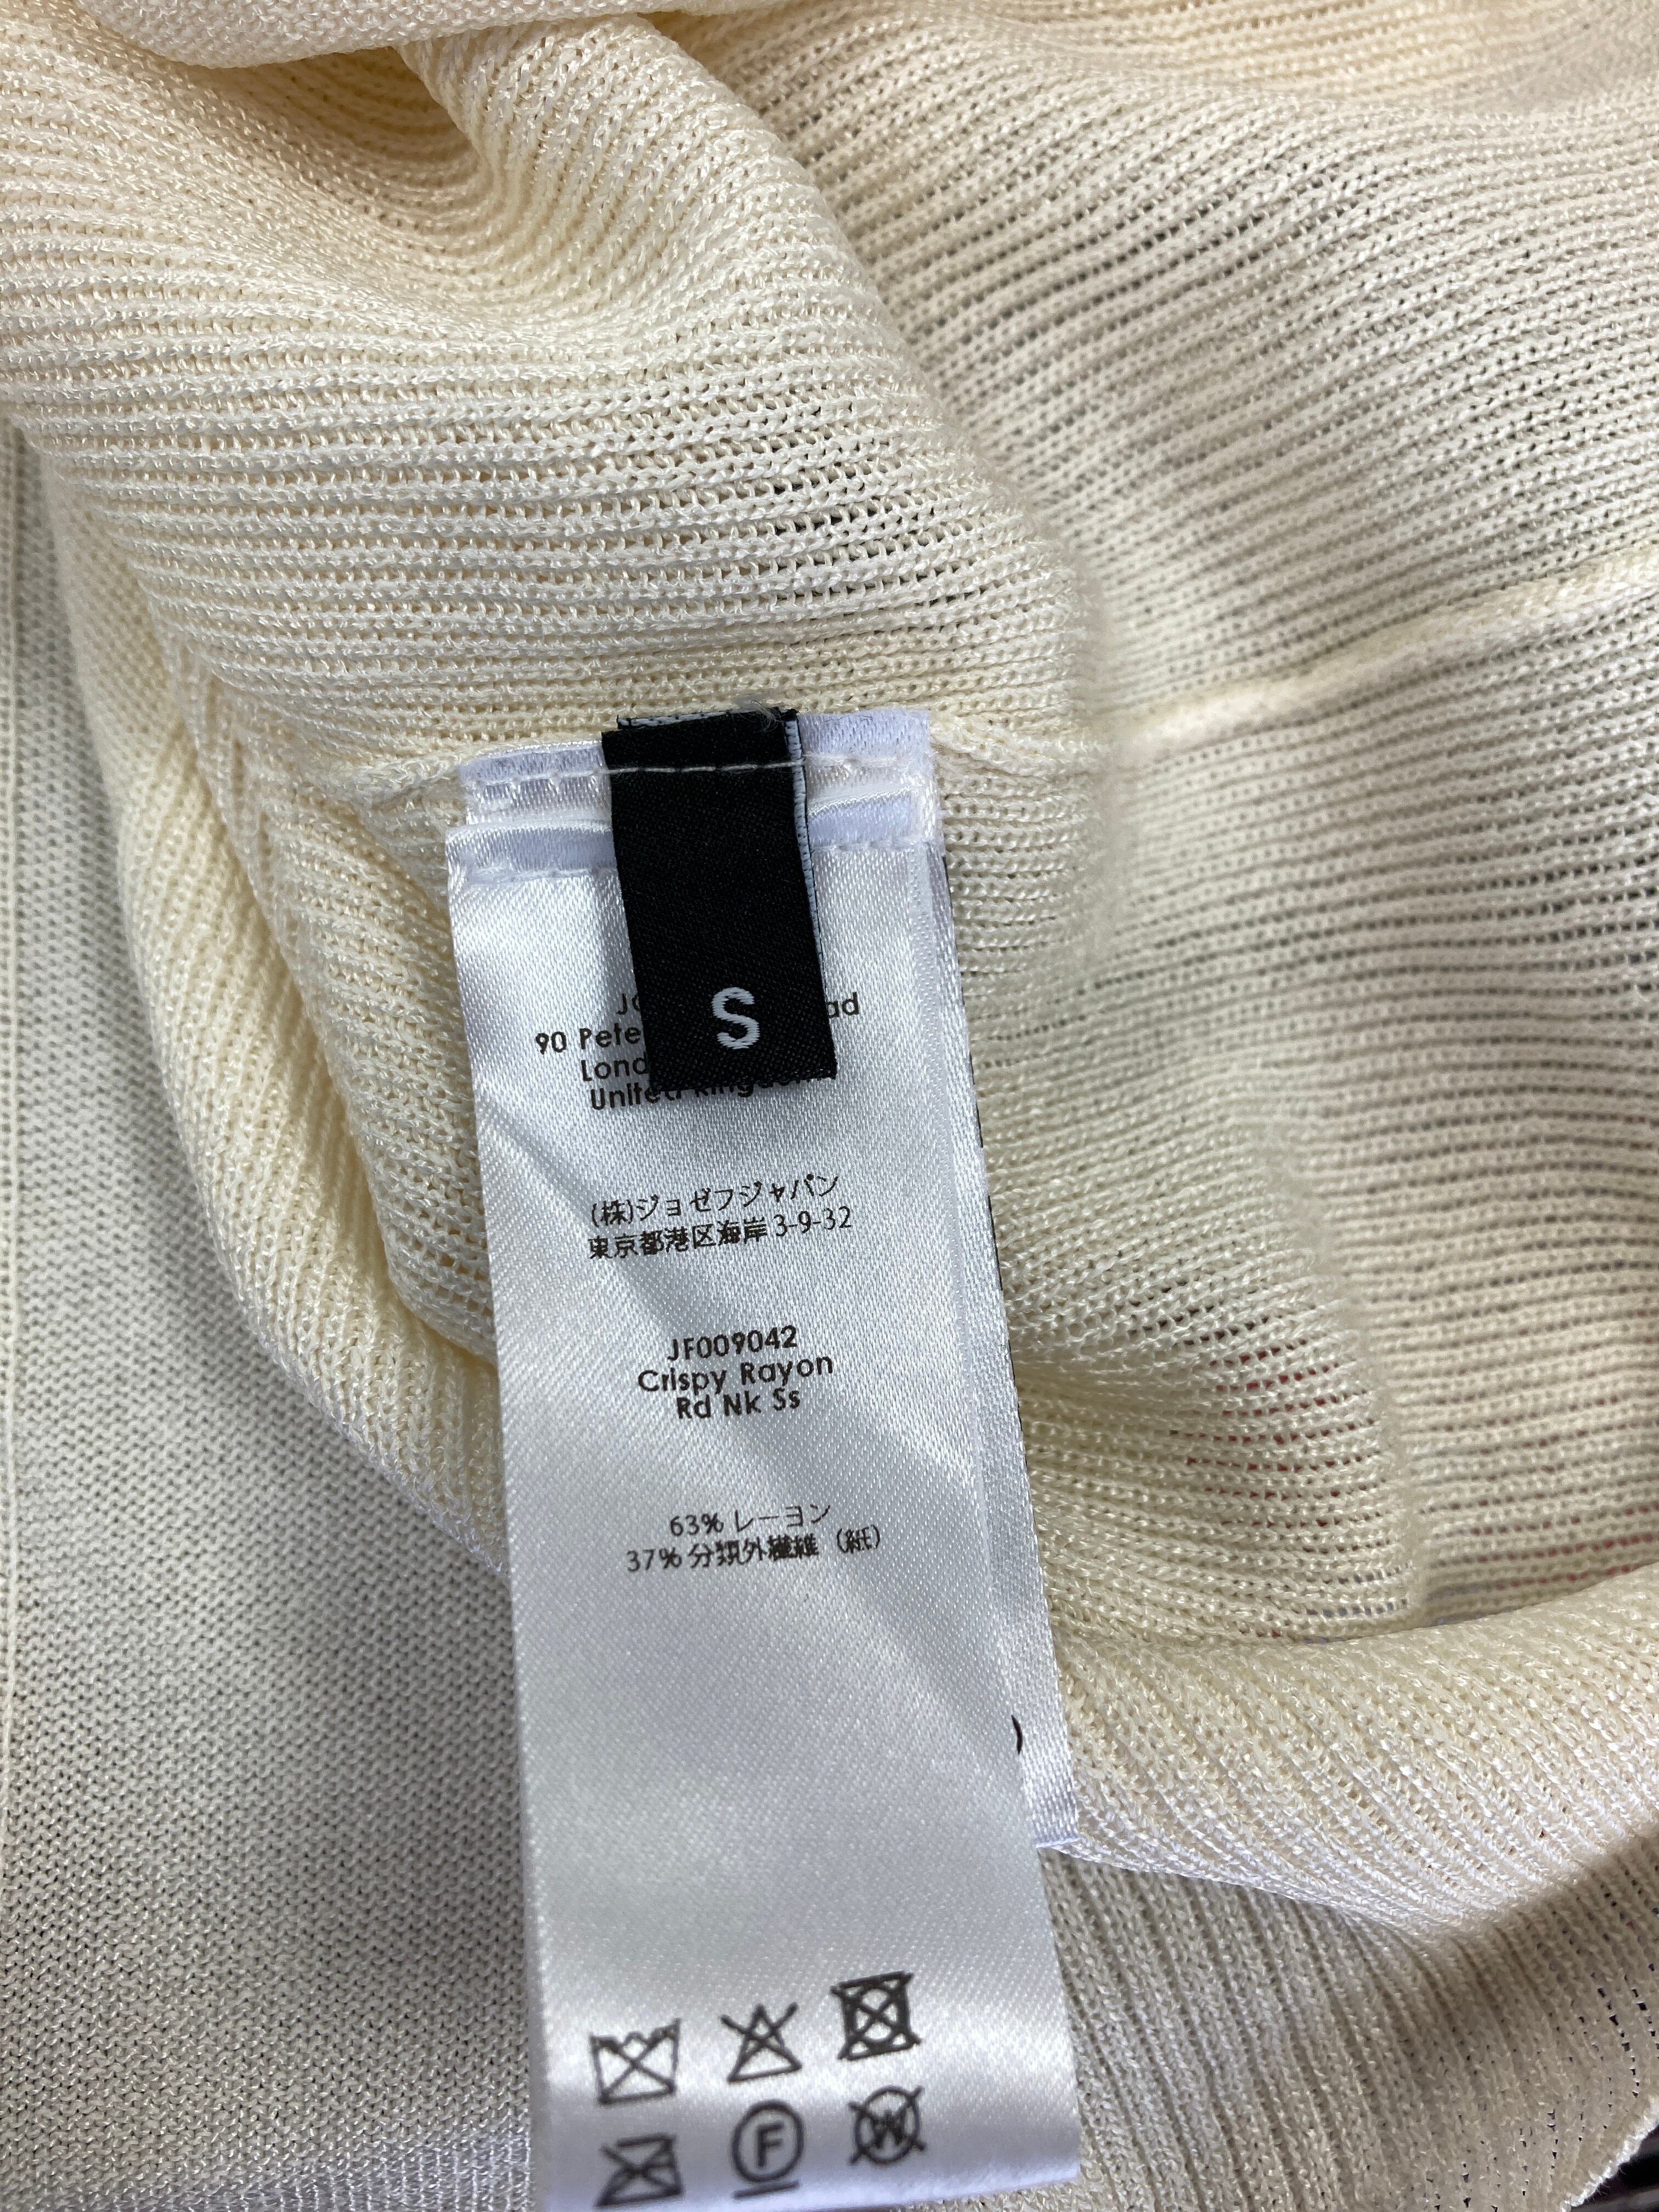 S
90
United Kingdom
(株)ジョゼフジャパン
東京都港区海岸 3-9-32
JF009042
Crispy Rayon
Rd Nk Ss
63% レーヨン
37% 分類外繊維 (紙)
F
W